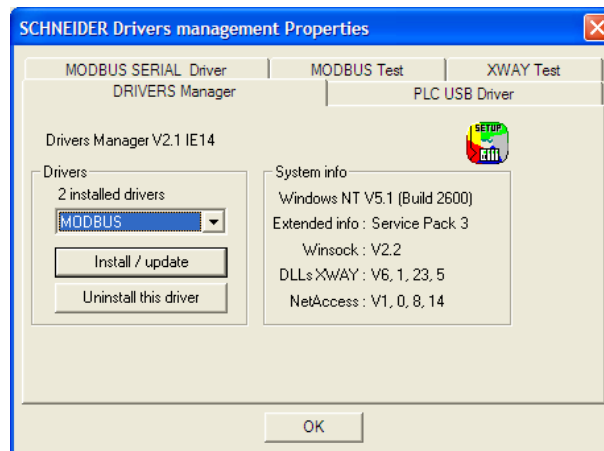 SCHNEIDER Drivers management Properties
MODBUS SERIAL Driver
MODBUS Test
XWAY Test
DRIVERS Manager
PLC USB Driver
Drivers Manager V2.1 IE14
SETUP
Drivers
2 installed drivers
MODBUS
Install / update
Uninstall this driver
System info
Windows NT V5.1 (Build 2600)
Extended info : Service Pack 3
Winsock : V2.2
DLLs XWAY : V6, 1, 23, 5
NetAccess : V1, 0, 8, 14
OK